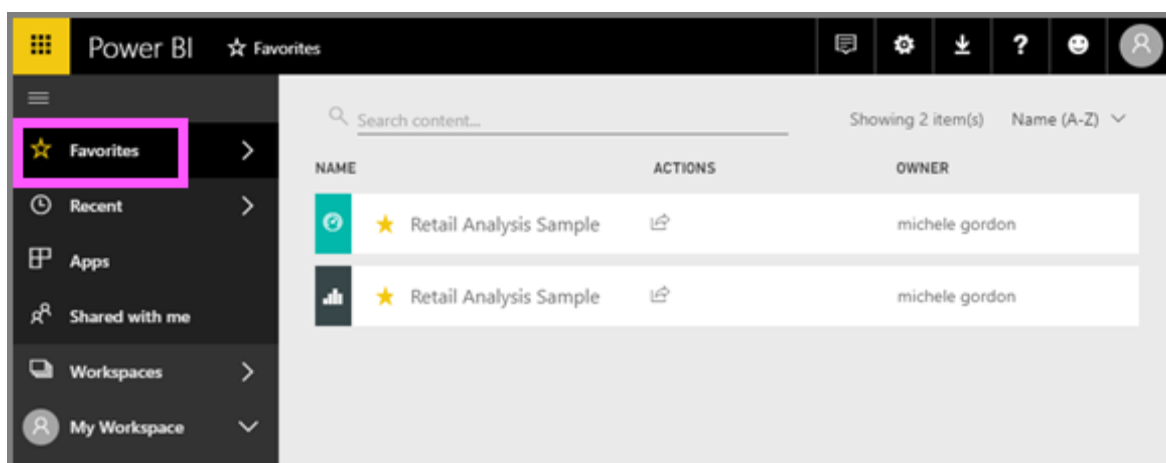 Power BI Favorites ?
Search content... Showing 2 item(s) Name (A-Z)
Favorites
NAME ACTIONS OWNER
Recent
Retail Analysis Sample michele gordon
Apps
Retail Analysis Sample michele gordon
Shared with me
Workspaces
My Workspace